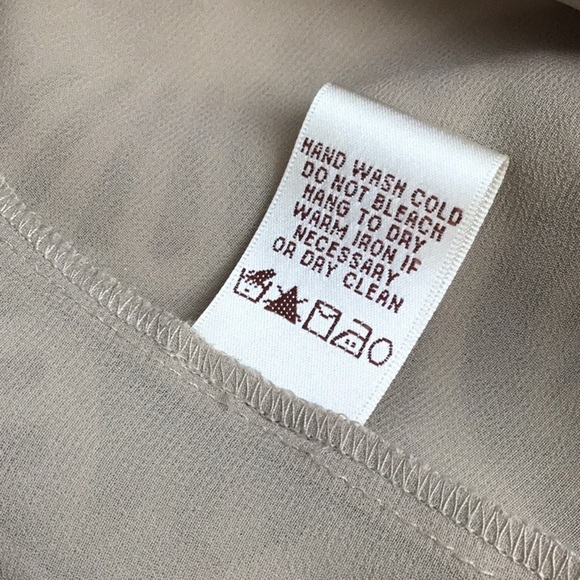 HAND WASH COLD
DO NOT BLEACH
HANG TO DRY
WARM IRON IF
NECESSARY
OR DRY CLEAN